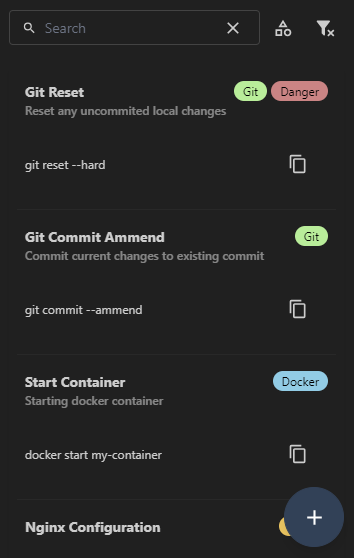 Search
Git Reset Git Danger
Reset any uncommited local changes
git reset --hard
Git Commit Ammend Git
Commit current changes to existing commit
git commit --ammend
Start Container Docker
Starting docker container
docker start my-container
Nginx Configuration